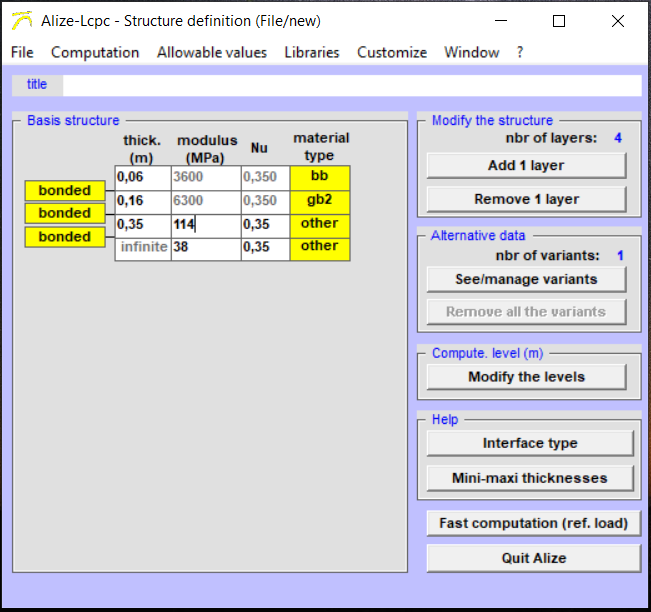 Alize-Lcpc - Structure definition (File/new)
File Computation Allowable values Libraries Customize Window ?
title
Basis structure
thick. (m) modulus (MPa) Nu material type
0,06 3600 0,350 bb
bonded
0,16 6300 0,350 gb2
bonded
0,35 114 0,35 other
bonded
infinite 38 0,35 other
Modify the structure
nbr of layers: 4
Add 1 layer
Remove 1 layer
Alternative data
nbr of variants: 1
See/manage variants
Remove all the variants
Compute. level (m)
Modify the levels
Help
Interface type
Mini-maxi thicknesses
Fast computation (ref. load)
Quit Alize